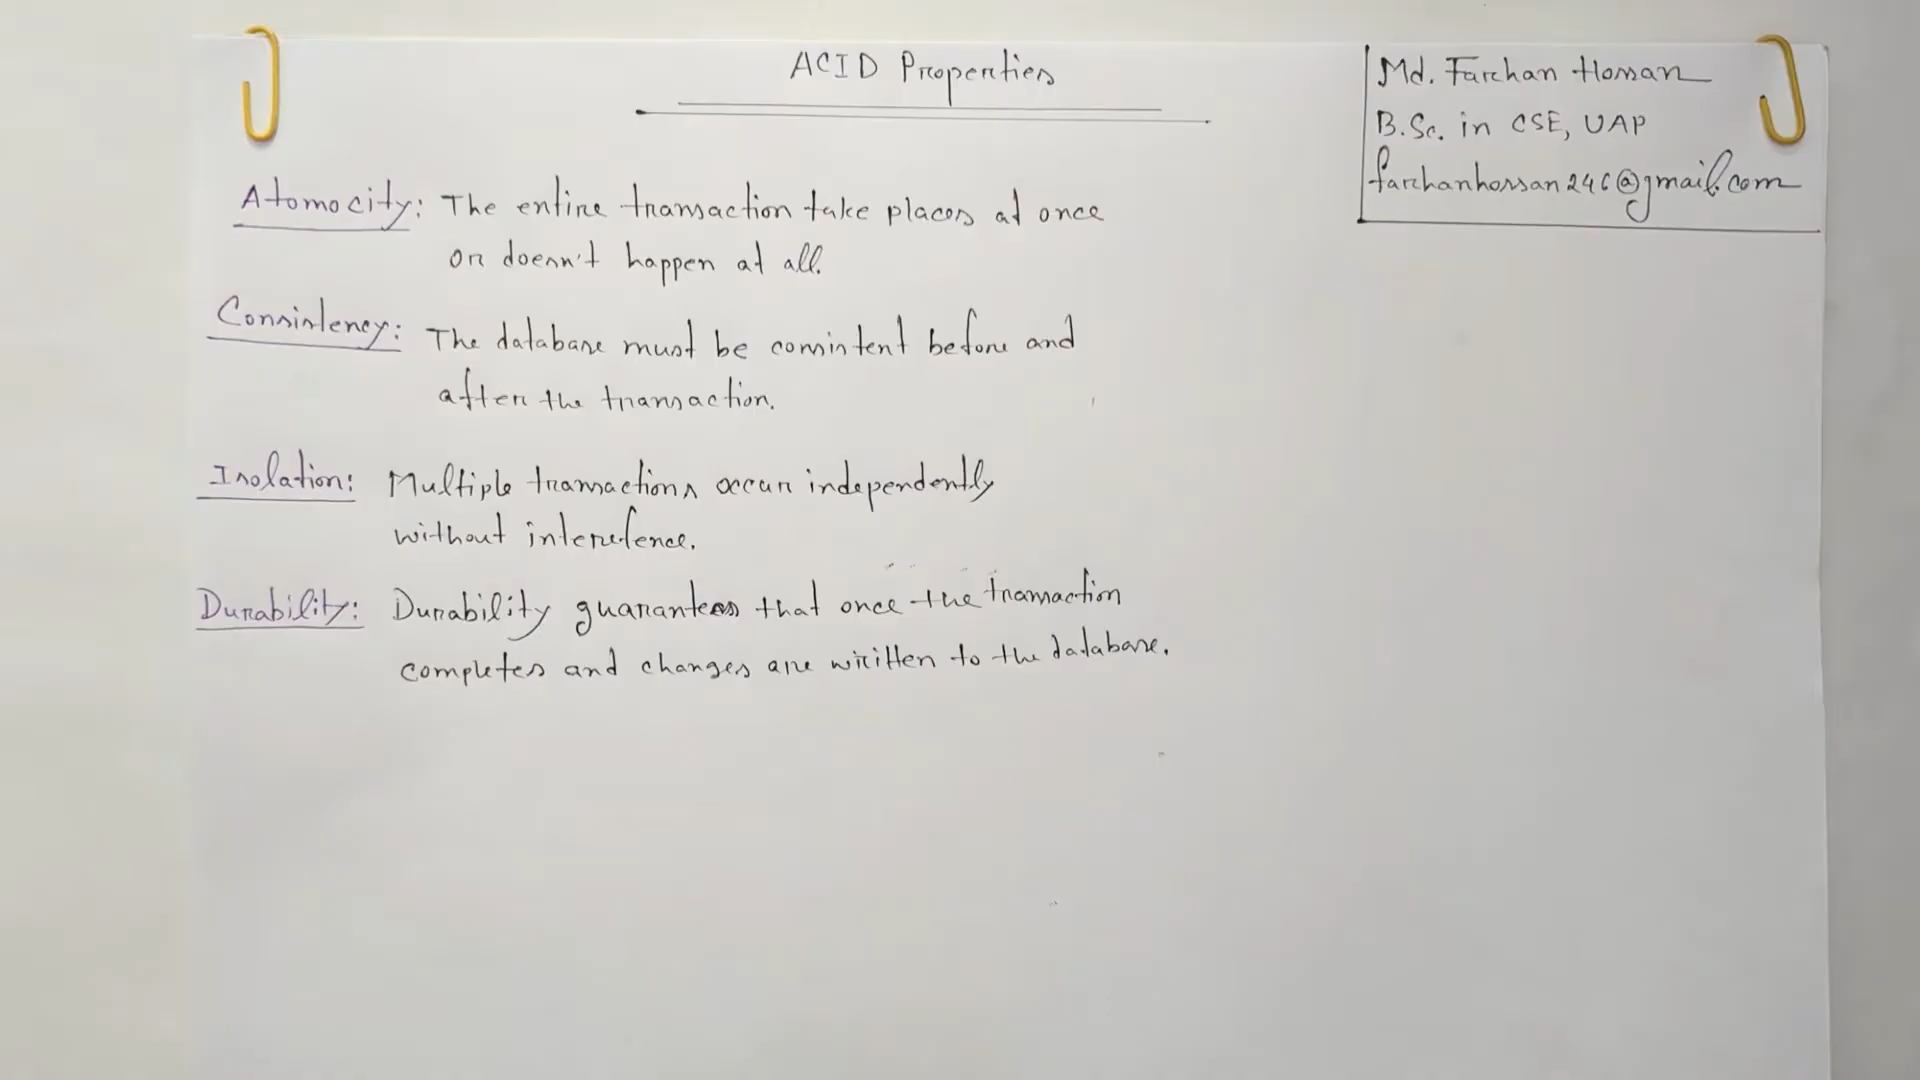 ACID Properties
Md. Farhan Hossan
B.Sc. in CSE, UAP
farhanhossan246@gmail.com
Atomocity: The entire transaction take places at once
or doesn't happen at all.
Consistency: The database must be consistent before and
after the transaction.
Isolation: Multiple transactions occur independently
without interefence.
Durability: Durability guarantees that once the transaction
completes and changes are written to the database.